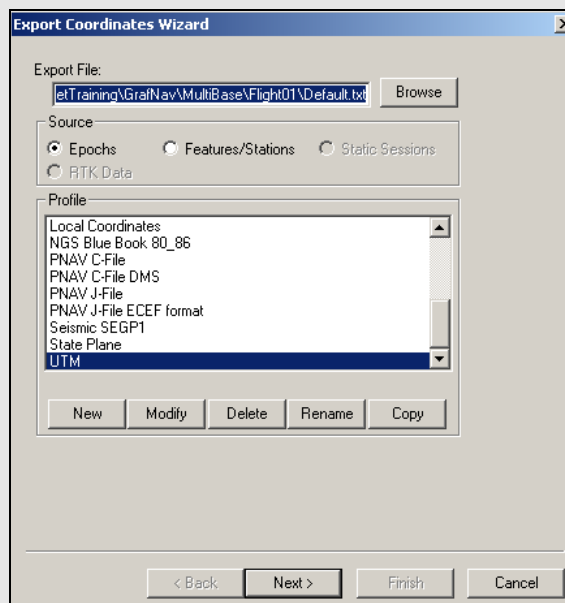 Export Coordinates Wizard
Export File:
etTraining\GrafNav\MultiBase\Flight01\Default.txt
Browse
Source
Epochs
Features/Stations
Static Sessions
RTK Data
Profile
Local Coordinates
NGS Blue Book 80_86
PNAV C-File
PNAV C-File DMS
PNAV J-File
PNAV J-File ECEF format
Seismic SEGP1
State Plane
UTM
New Modify Delete Rename Copy
< Back Next > Finish Cancel